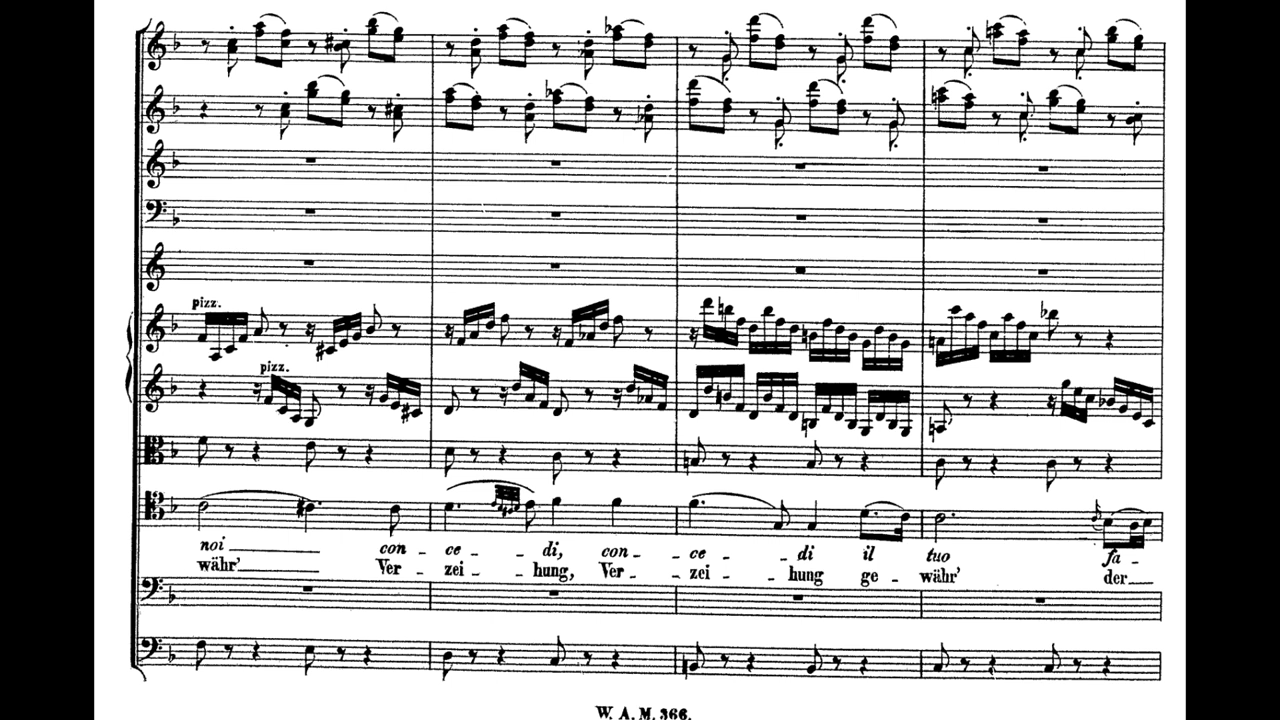 pizz.
pizz.
noi con - ce - di, con - ce - di il tuo fa -
währ' Ver - zei - hung, Ver - zei - hung ge - währ' der
W. A. M. 366.